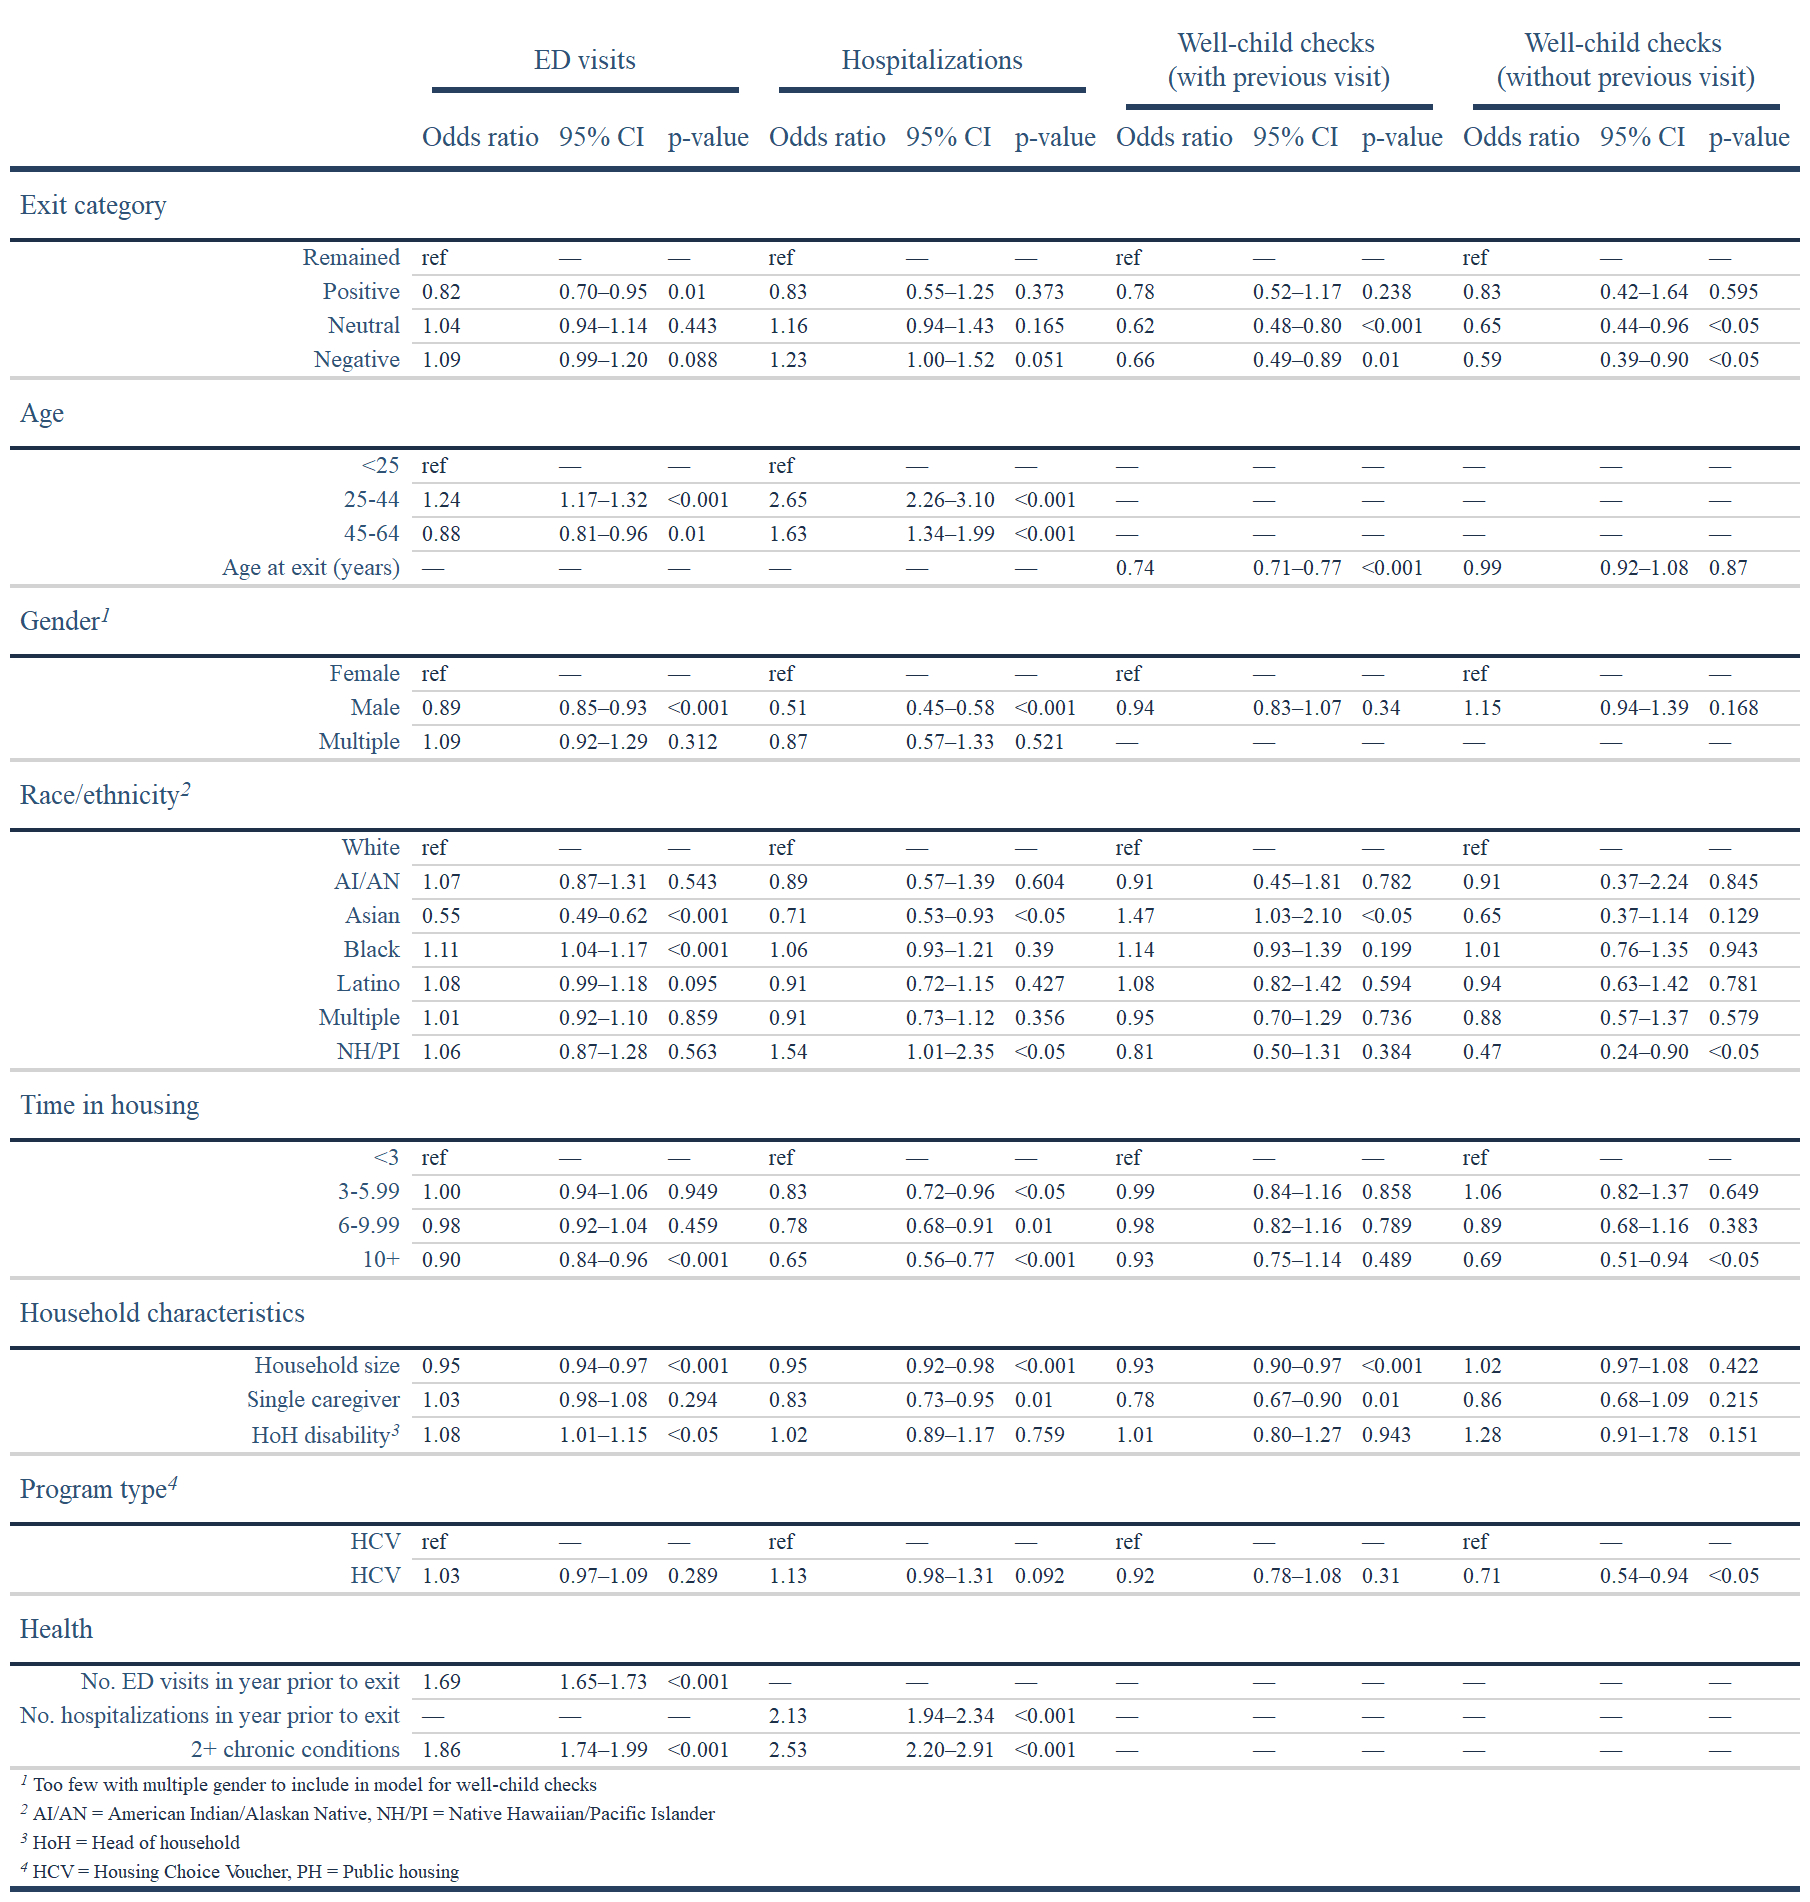 ED visits Hospitalizations Well-child checks (with previous visit) Well-child checks (without previous visit)
Odds ratio 95% CI p-value Odds ratio 95% CI p-value Odds ratio 95% CI p-value Odds ratio 95% CI p-value
Exit category
Remained ref — — ref — — ref — — ref — —
Positive 0.82 0.70–0.95 0.01 0.83 0.55–1.25 0.373 0.78 0.52–1.17 0.238 0.83 0.42–1.64 0.595
Neutral 1.04 0.94–1.14 0.443 1.16 0.94–1.43 0.165 0.62 0.48–0.80 <0.001 0.65 0.44–0.96 <0.05
Negative 1.09 0.99–1.20 0.088 1.23 1.00–1.52 0.051 0.66 0.49–0.89 0.01 0.59 0.39–0.90 <0.05
Age
<25 ref — — ref — — — — — — — —
25-44 1.24 1.17–1.32 <0.001 2.65 2.26–3.10 <0.001 — — — — — —
45-64 0.88 0.81–0.96 0.01 1.63 1.34–1.99 <0.001 — — — — — —
Age at exit (years) — — — — — — 0.74 0.71–0.77 <0.001 0.99 0.92–1.08 0.87
Gender1
Female ref — — ref — — ref — — ref — —
Male 0.89 0.85–0.93 <0.001 0.51 0.45–0.58 <0.001 0.94 0.83–1.07 0.34 1.15 0.94–1.39 0.168
Multiple 1.09 0.92–1.29 0.312 0.87 0.57–1.33 0.521 — — — — — —
Race/ethnicity2
White ref — — ref — — ref — — ref — —
AI/AN 1.07 0.87–1.31 0.543 0.89 0.57–1.39 0.604 0.91 0.45–1.81 0.782 0.91 0.37–2.24 0.845
Asian 0.55 0.49–0.62 <0.001 0.71 0.53–0.93 <0.05 1.47 1.03–2.10 <0.05 0.65 0.37–1.14 0.129
Black 1.11 1.04–1.17 <0.001 1.06 0.93–1.21 0.39 1.14 0.93–1.39 0.199 1.01 0.76–1.35 0.943
Latino 1.08 0.99–1.18 0.095 0.91 0.72–1.15 0.427 1.08 0.82–1.42 0.594 0.94 0.63–1.42 0.781
Multiple 1.01 0.92–1.10 0.859 0.91 0.73–1.12 0.356 0.95 0.70–1.29 0.736 0.88 0.57–1.37 0.579
NH/PI 1.06 0.87–1.28 0.563 1.54 1.01–2.35 <0.05 0.81 0.50–1.31 0.384 0.47 0.24–0.90 <0.05
Time in housing
<3 ref — — ref — — ref — — ref — —
3-5.99 1.00 0.94–1.06 0.949 0.83 0.72–0.96 <0.05 0.99 0.84–1.16 0.858 1.06 0.82–1.37 0.649
6-9.99 0.98 0.92–1.04 0.459 0.78 0.68–0.91 0.01 0.98 0.82–1.16 0.789 0.89 0.68–1.16 0.383
10+ 0.90 0.84–0.96 <0.001 0.65 0.56–0.77 <0.001 0.93 0.75–1.14 0.489 0.69 0.51–0.94 <0.05
Household characteristics
Household size 0.95 0.94–0.97 <0.001 0.95 0.92–0.98 <0.001 0.93 0.90–0.97 <0.001 1.02 0.97–1.08 0.422
Single caregiver 1.03 0.98–1.08 0.294 0.83 0.73–0.95 0.01 0.78 0.67–0.90 0.01 0.86 0.68–1.09 0.215
HoH disability3 1.08 1.01–1.15 <0.05 1.02 0.89–1.17 0.759 1.01 0.80–1.27 0.943 1.28 0.91–1.78 0.151
Program type4
HCV ref — — ref — — ref — — ref — —
HCV 1.03 0.97–1.09 0.289 1.13 0.98–1.31 0.092 0.92 0.78–1.08 0.31 0.71 0.54–0.94 <0.05
Health
No. ED visits in year prior to exit 1.69 1.65–1.73 <0.001 — — — — — — — — —
No. hospitalizations in year prior to exit — — — 2.13 1.94–2.34 <0.001 — — — — — —
2+ chronic conditions 1.86 1.74–1.99 <0.001 2.53 2.20–2.91 <0.001 — — — — — —
1 Too few with multiple gender to include in model for well-child checks
2 AI/AN = American Indian/Alaskan Native, NH/PI = Native Hawaiian/Pacific Islander
3 HoH = Head of household
4 HCV = Housing Choice Voucher, PH = Public housing